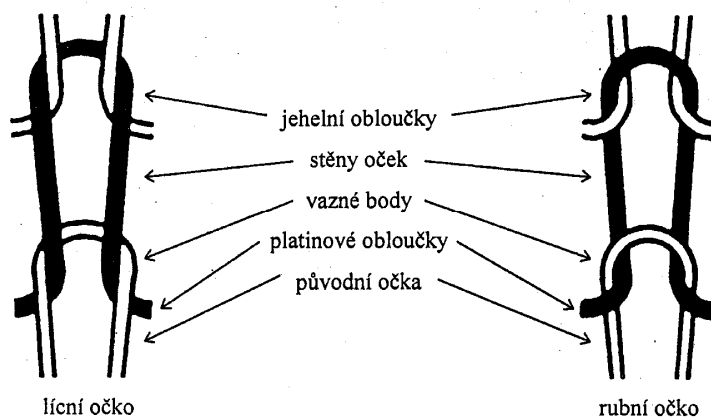 jehelní obloučky
stěny oček
vazné body
platinové obloučky
původní očka
lícní očko
rubní očko